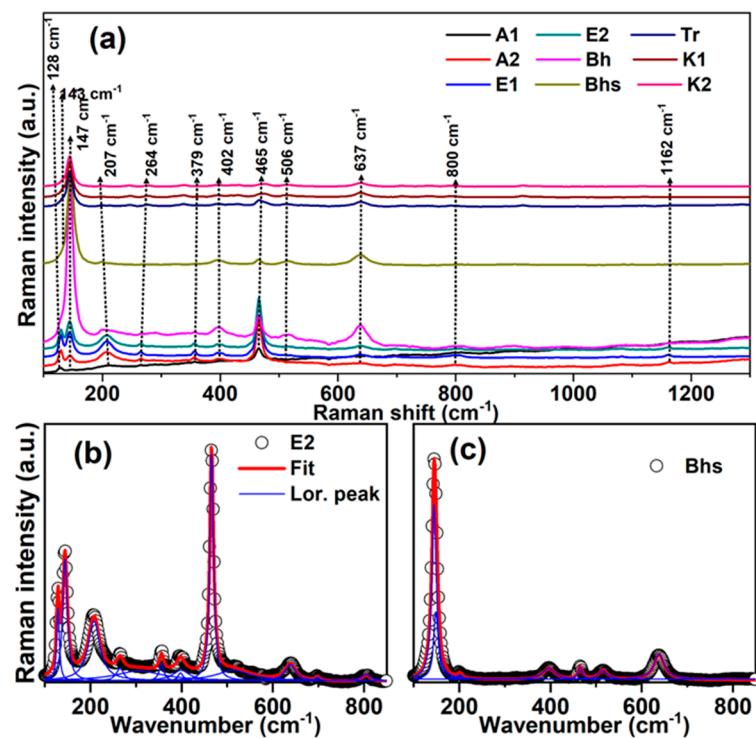 (a)
A1 E2 Tr
A2 Bh K1
E1 Bhs K2
128 cm⁻¹
143 cm⁻¹
147 cm⁻¹
207 cm⁻¹
264 cm⁻¹
379 cm⁻¹
402 cm⁻¹
465 cm⁻¹
506 cm⁻¹
637 cm⁻¹
800 cm⁻¹
1162 cm⁻¹
Raman intensity (a.u.)
200 400 600 800 1000 1200
Raman shift (cm⁻¹)
(b)
E2
Fit
Lor. peak
Raman intensity (a.u.)
200 400 600 800
Wavenumber (cm⁻¹)
(c)
Bhs
200 400 600 800
Wavenumber (cm⁻¹)